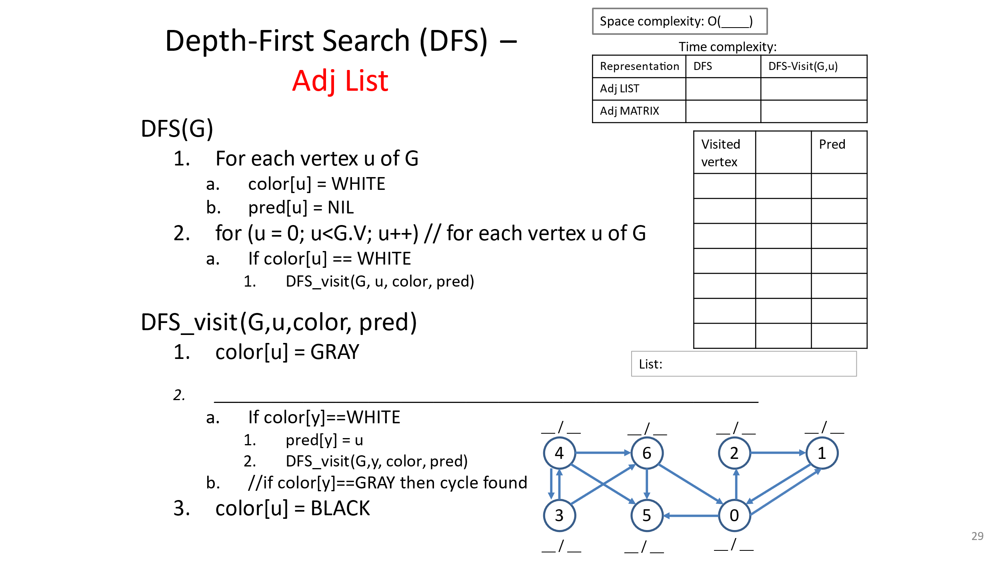 Depth-First Search (DFS) –
Adj List
Space complexity: O(____)
Time complexity:
Representation DFS DFS-Visit(G,u)
Adj LIST
Adj MATRIX
DFS(G)
1. For each vertex u of G
a. color[u] = WHITE
b. pred[u] = NIL
2. for (u = 0; u<G.V; u++) // for each vertex u of G
a. If color[u] == WHITE
1. DFS_visit(G, u, color, pred)
Visited vertex Pred
DFS_visit(G,u,color, pred)
1. color[u] = GRAY
List:
2. ____________________________________________
a. If color[y]==WHITE
1. pred[y] = u
2. DFS_visit(G,y, color, pred)
b. //if color[y]==GRAY then cycle found
3. color[u] = BLACK
__ / __ __ / __ __ / __ __ / __
4 6 2 1
3 5 0
__ / __ __ / __ __ / __
29